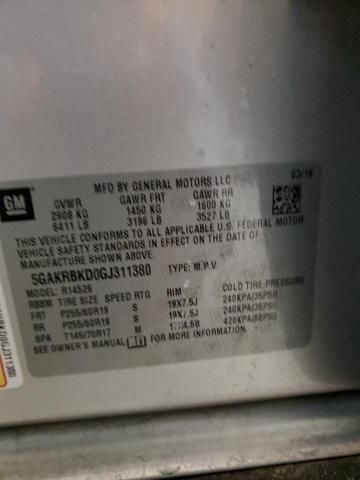 GM
MFD BY GENERAL MOTORS LLC
03/16
GVWR GAWR FRT GAWR RR
2908 KG 1450 KG 1600 KG
6411 LB 3196 LB 3527 LB
THIS VEHICLE CONFORMS TO ALL APPLICABLE U.S. FEDERAL MOTOR
VEHICLE SAFETY STANDARDS IN EFFECT ON THE DATE OF
MANUFACTURE SHOWN ABOVE.
5GAKRBKD0GJ311360 TYPE: M.P.V.
MODEL: R14526
TIRE SIZE SPEED RTG RIM COLD TIRE PRESSURE
FRT P255/60R19 S 19X7.5J 240KPA(35PSI)
RR P255/60R19 S 19X7.5J 240KPA(35PSI)
SPA T145/70R17 M 420KPA(60PSI)
SEE OWNER'S MANUAL FOR MORE INFORMATION